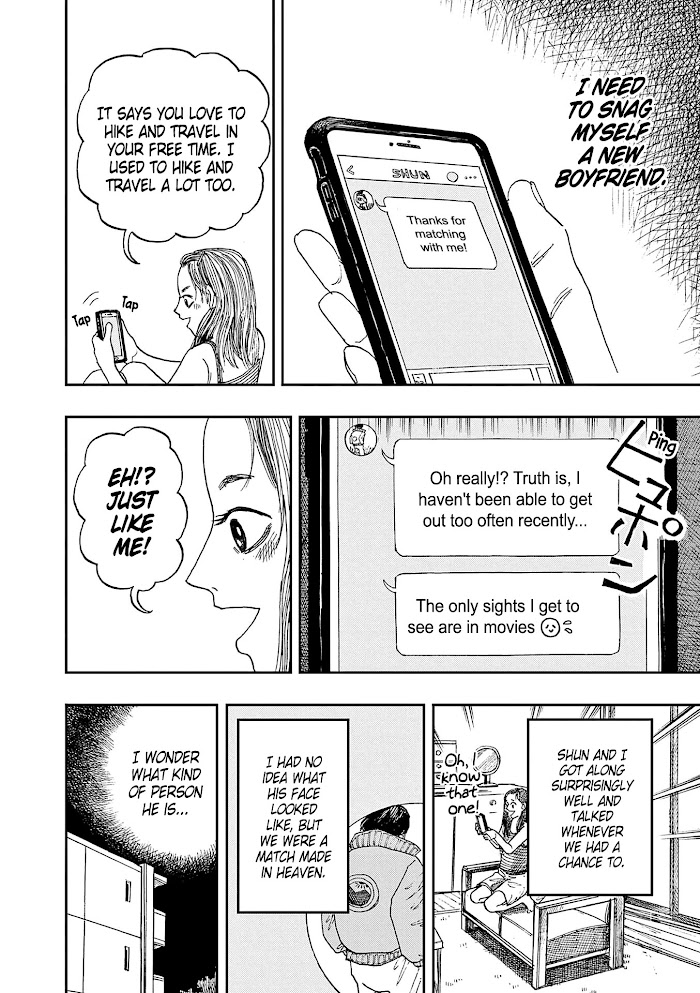 I NEED
TO SNAG
MYSELF
A NEW
BOYFRIEND.
SHUN
Thanks for
matching
with me!
IT SAYS YOU LOVE TO
HIKE AND TRAVEL IN
YOUR FREE TIME. I
USED TO HIKE AND
TRAVEL A LOT TOO.
Tap
Tap
Ping
ヒュポン
Oh really!? Truth is, I
haven't been able to get
out too often recently...
The only sights I get to
see are in movies
EH!?
JUST
LIKE
ME!
SHUN AND I
GOT ALONG
SURPRISINGLY
WELL AND
TALKED
WHENEVER
WE HAD A
CHANCE TO.
Oh, I
know
that
one!
I HAD NO
IDEA WHAT
HIS FACE
LOOKED
LIKE, BUT
WE WERE A
MATCH MADE
IN HEAVEN.
I WONDER
WHAT KIND
OF PERSON
HE IS...